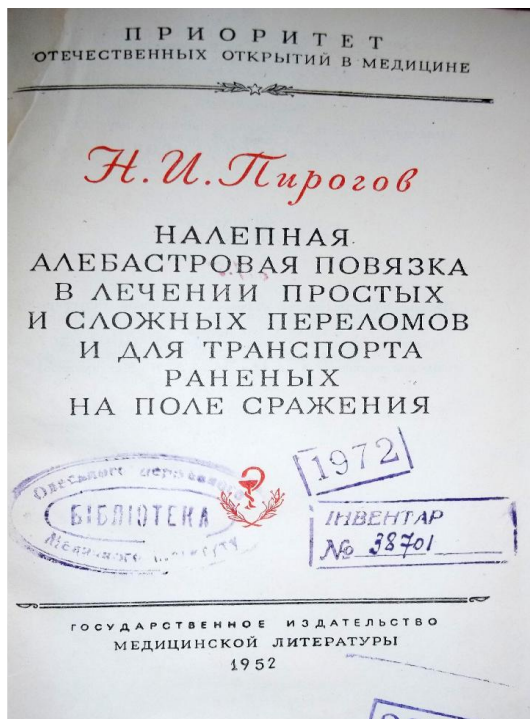 ПРИОРИТЕТ
ОТЕЧЕСТВЕННЫХ ОТКРЫТИЙ В МЕДИЦИНЕ
Н. И. Пирогов
НАЛЕПНАЯ
АЛЕБАСТРОВАЯ ПОВЯЗКА
В ЛЕЧЕНИИ ПРОСТЫХ
И СЛОЖНЫХ ПЕРЕЛОМОВ
И ДЛЯ ТРАНСПОРТА
РАНЕНЫХ
НА ПОЛЕ СРАЖЕНИЯ
1972
БІБЛІОТЕКА
ІНВЕНТАР
№ 38701
ГОСУДАРСТВЕННОЕ ИЗДАТЕЛЬСТВО
МЕДИЦИНСКОЙ ЛИТЕРАТУРЫ
1952